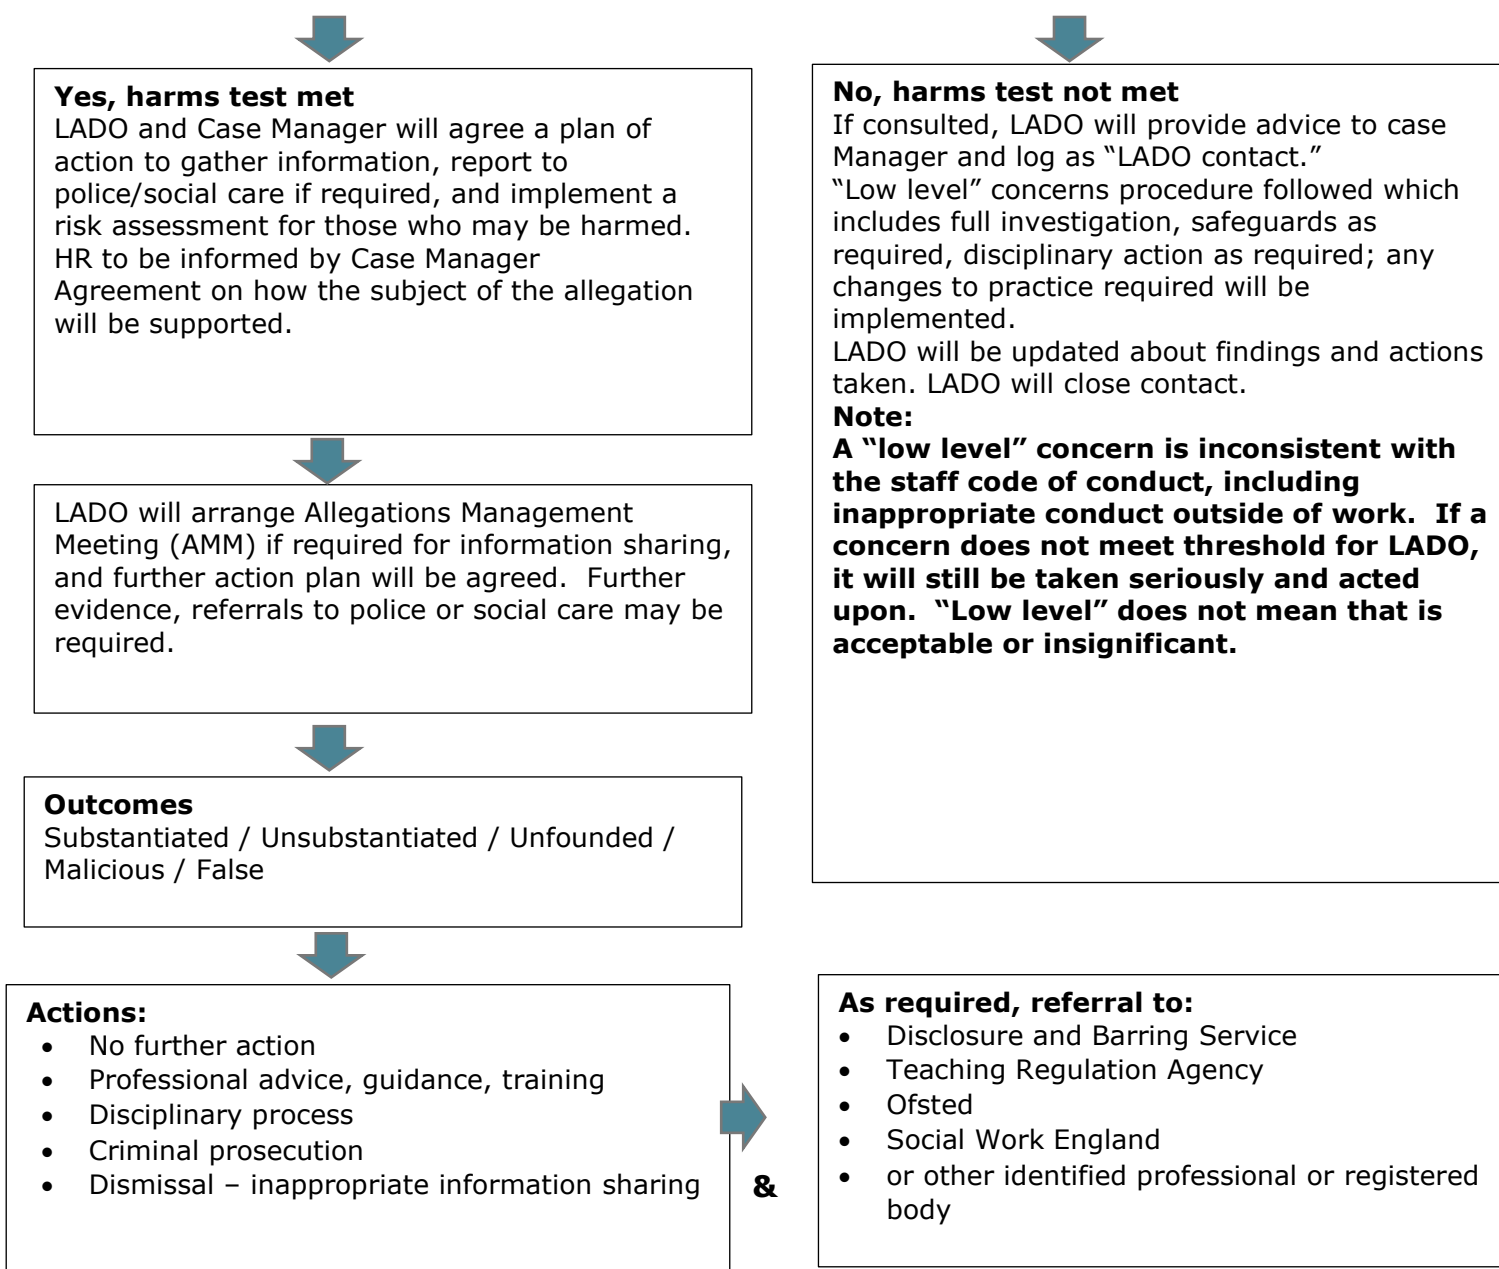 Yes, harms test met
LADO and Case Manager will agree a plan of
action to gather information, report to
police/social care if required, and implement a
risk assessment for those who may be harmed.
HR to be informed by Case Manager
Agreement on how the subject of the allegation
will be supported.
LADO will arrange Allegations Management
Meeting (AMM) if required for information sharing,
and further action plan will be agreed.  Further
evidence, referrals to police or social care may be
required.
Outcomes
Substantiated / Unsubstantiated / Unfounded /
Malicious / False
Actions:
• No further action
• Professional advice, guidance, training
• Disciplinary process
• Criminal prosecution
• Dismissal – inappropriate information sharing
&
No, harms test not met
If consulted, LADO will provide advice to case
Manager and log as “LADO contact.”
“Low level” concerns procedure followed which
includes full investigation, safeguards as
required, disciplinary action as required; any
changes to practice required will be
implemented.
LADO will be updated about findings and actions
taken. LADO will close contact.
Note:
A “low level” concern is inconsistent with
the staff code of conduct, including
inappropriate conduct outside of work.  If a
concern does not meet threshold for LADO,
it will still be taken seriously and acted
upon.  “Low level” does not mean that is
acceptable or insignificant.
As required, referral to:
• Disclosure and Barring Service
• Teaching Regulation Agency
• Ofsted
• Social Work England
• or other identified professional or registered
body